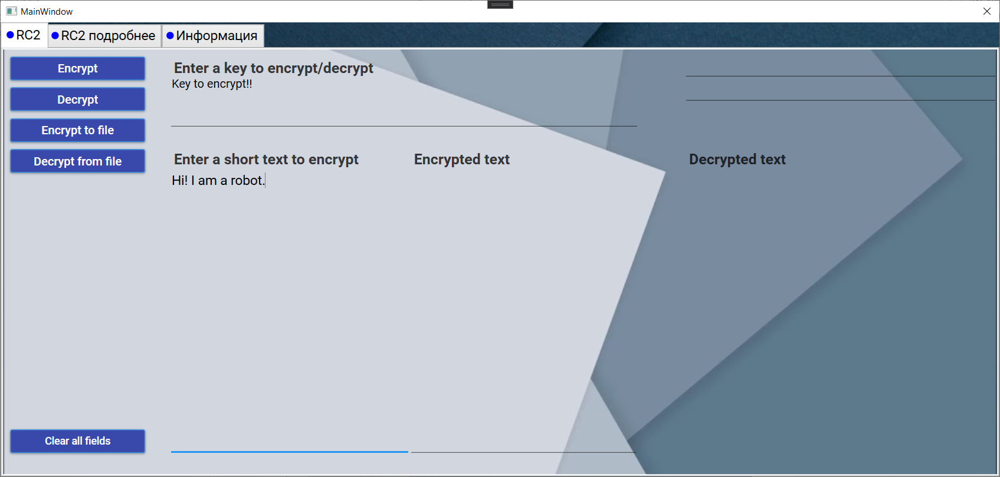 MainWindow
RC2
RC2 подробнее
Информация
Encrypt
Decrypt
Encrypt to file
Decrypt from file
Clear all fields
Enter a key to encrypt/decrypt
Key to encrypt!!
Enter a short text to encrypt
Hi! I am a robot.
Encrypted text
Decrypted text